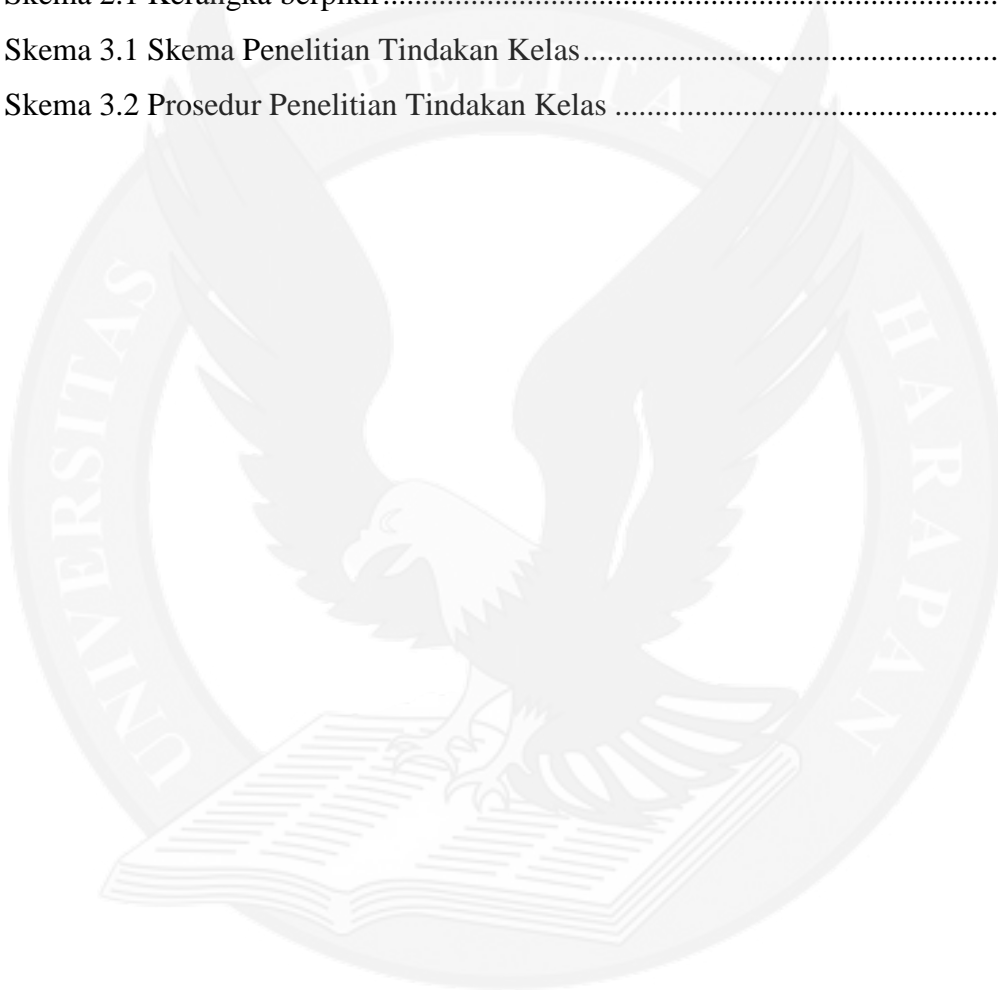 Skema 2.1 Kerangka berpikir................................................................................
Skema 3.1 Skema Penelitian Tindakan Kelas......................................................
Skema 3.2 Prosedur Penelitian Tindakan Kelas ..................................................
UNIVERSITAS PELITA HARAPAN